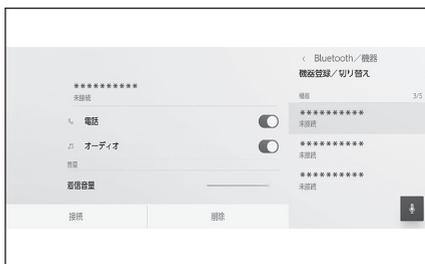 **********
未接続
電話
オーディオ
音量
着信音量
接続
削除
< Bluetooth/機器
機器登録/切り替え
機器 3/5
**********
未接続
**********
未接続
**********
未接続